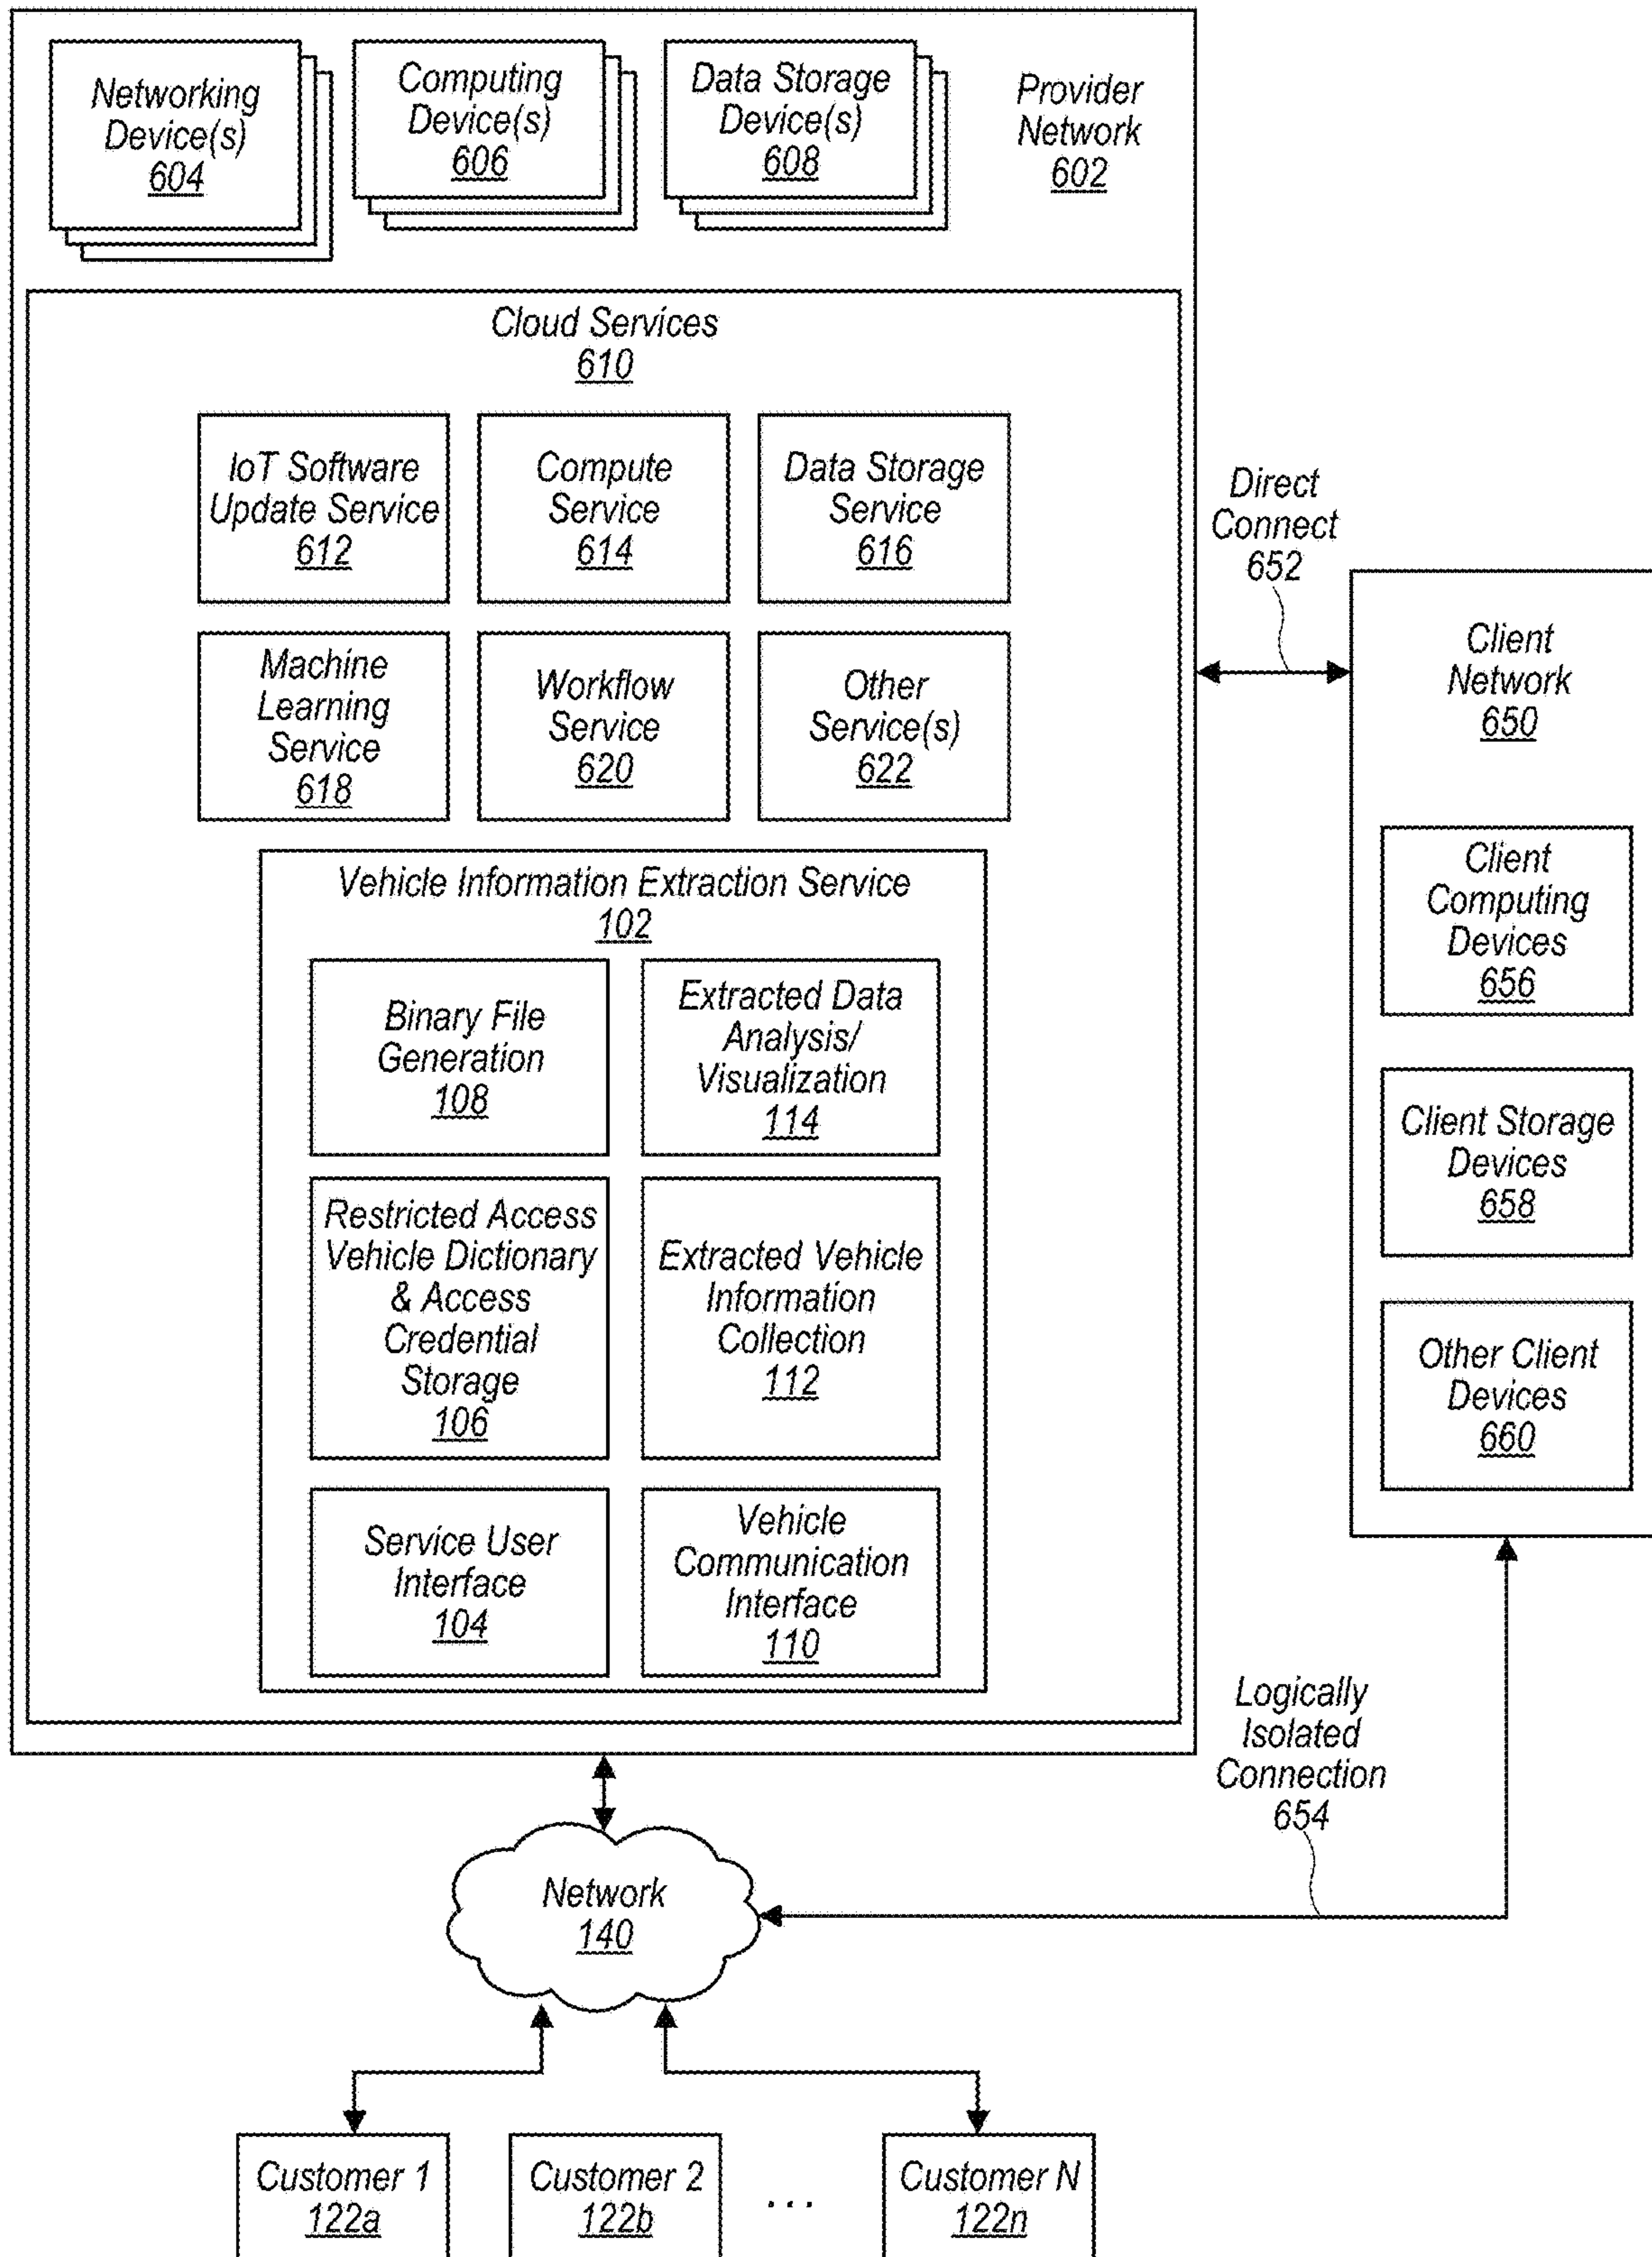 Networking
Device(s)
604
Computing
Device(s)
606
Data Storage
Device(s)
608
Provider
Network
602
Cloud Services
610
IoT Software
Update Service
612
Compute
Service
614
Data Storage
Service
616
Machine
Learning
Service
618
Workflow
Service
620
Other
Service(s)
622
Vehicle Information Extraction Service
102
Binary File
Generation
108
Extracted Data
Analysis/
Visualization
114
Restricted Access
Vehicle Dictionary
& Access
Credential
Storage
106
Extracted Vehicle
Information
Collection
112
Service User
Interface
104
Vehicle
Communication
Interface
110
Direct
Connect
652
Client
Network
650
Client
Computing
Devices
656
Client Storage
Devices
658
Other Client
Devices
660
Logically
Isolated
Connection
654
Network
140
Customer 1
122a
Customer 2
122b
...
Customer N
122n